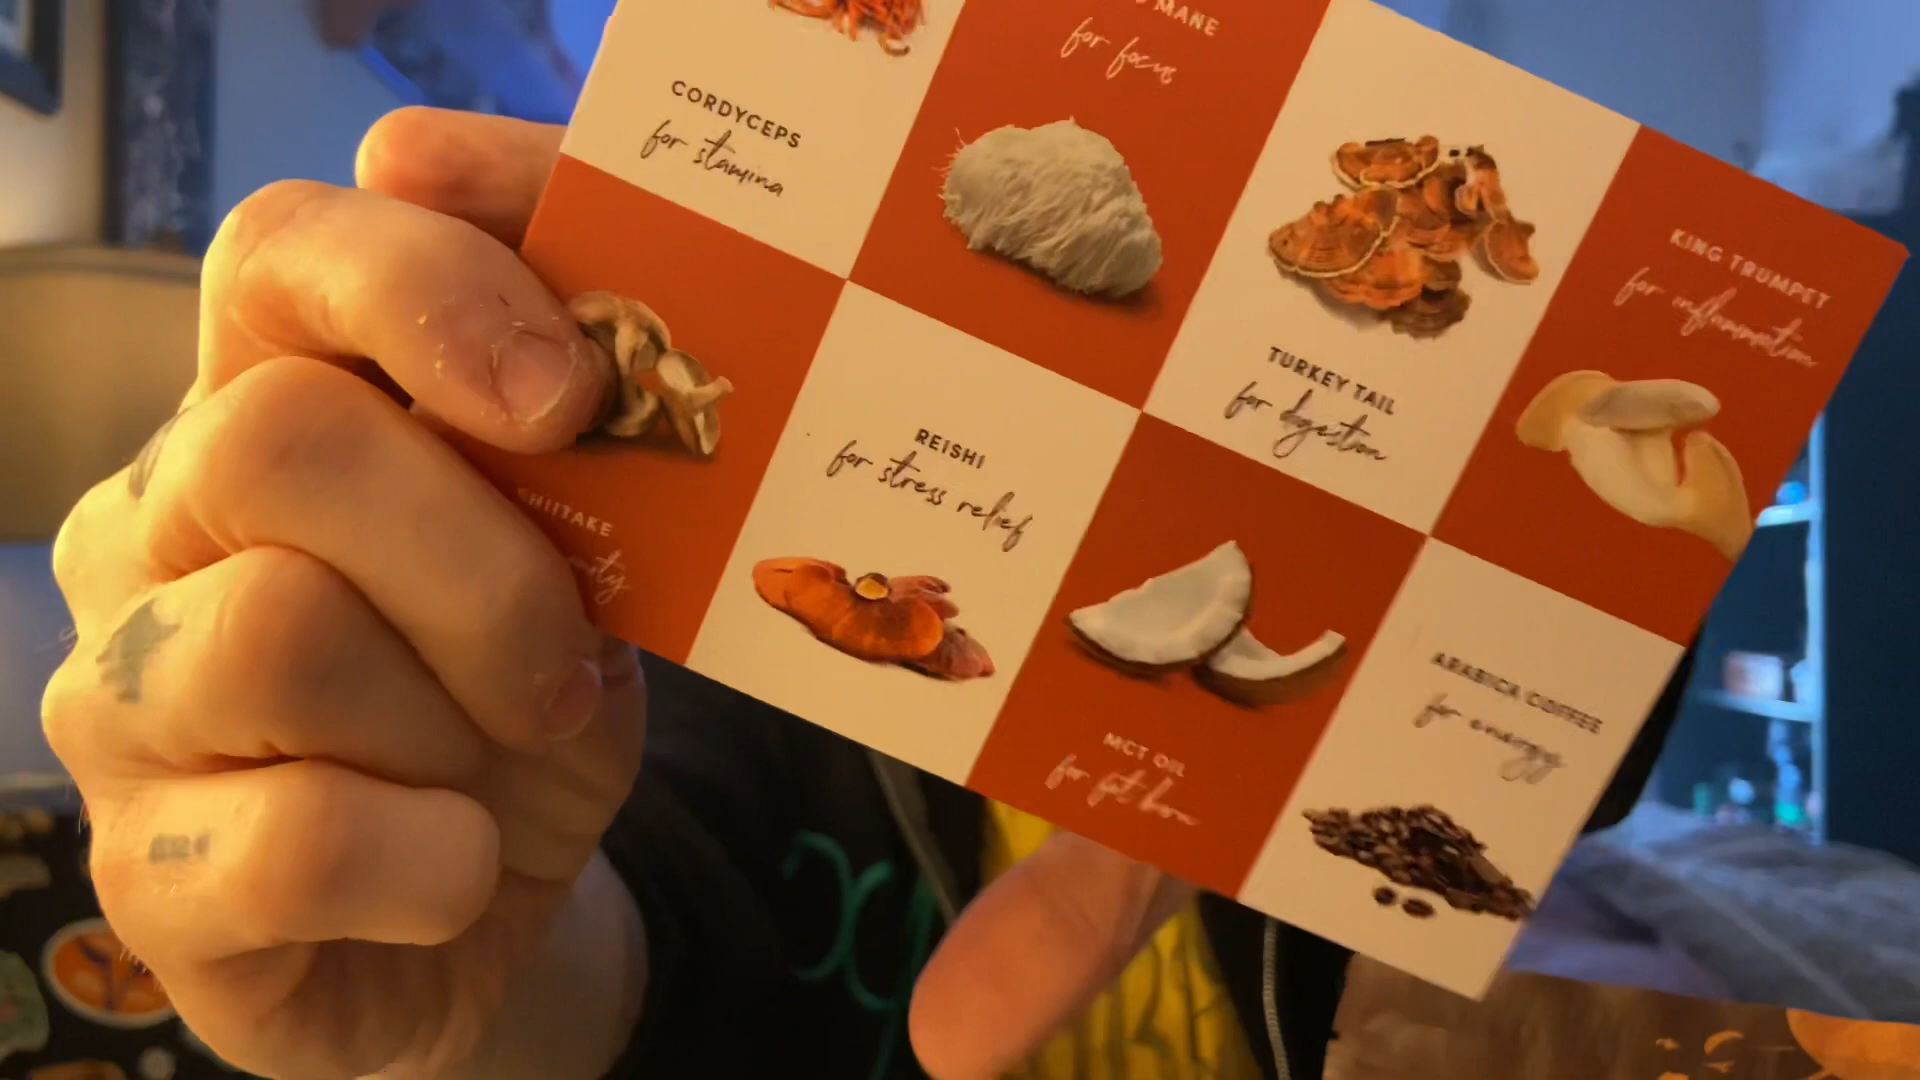 MANE
for focus
CORDYCEPS
for stamina
TURKEY TAIL
for digestion
KING TRUMPET
for inflammation
HIITAKE
REISHI
for stress relief
MCT OIL
for fat burn
ARABICA COFFEE
for energy